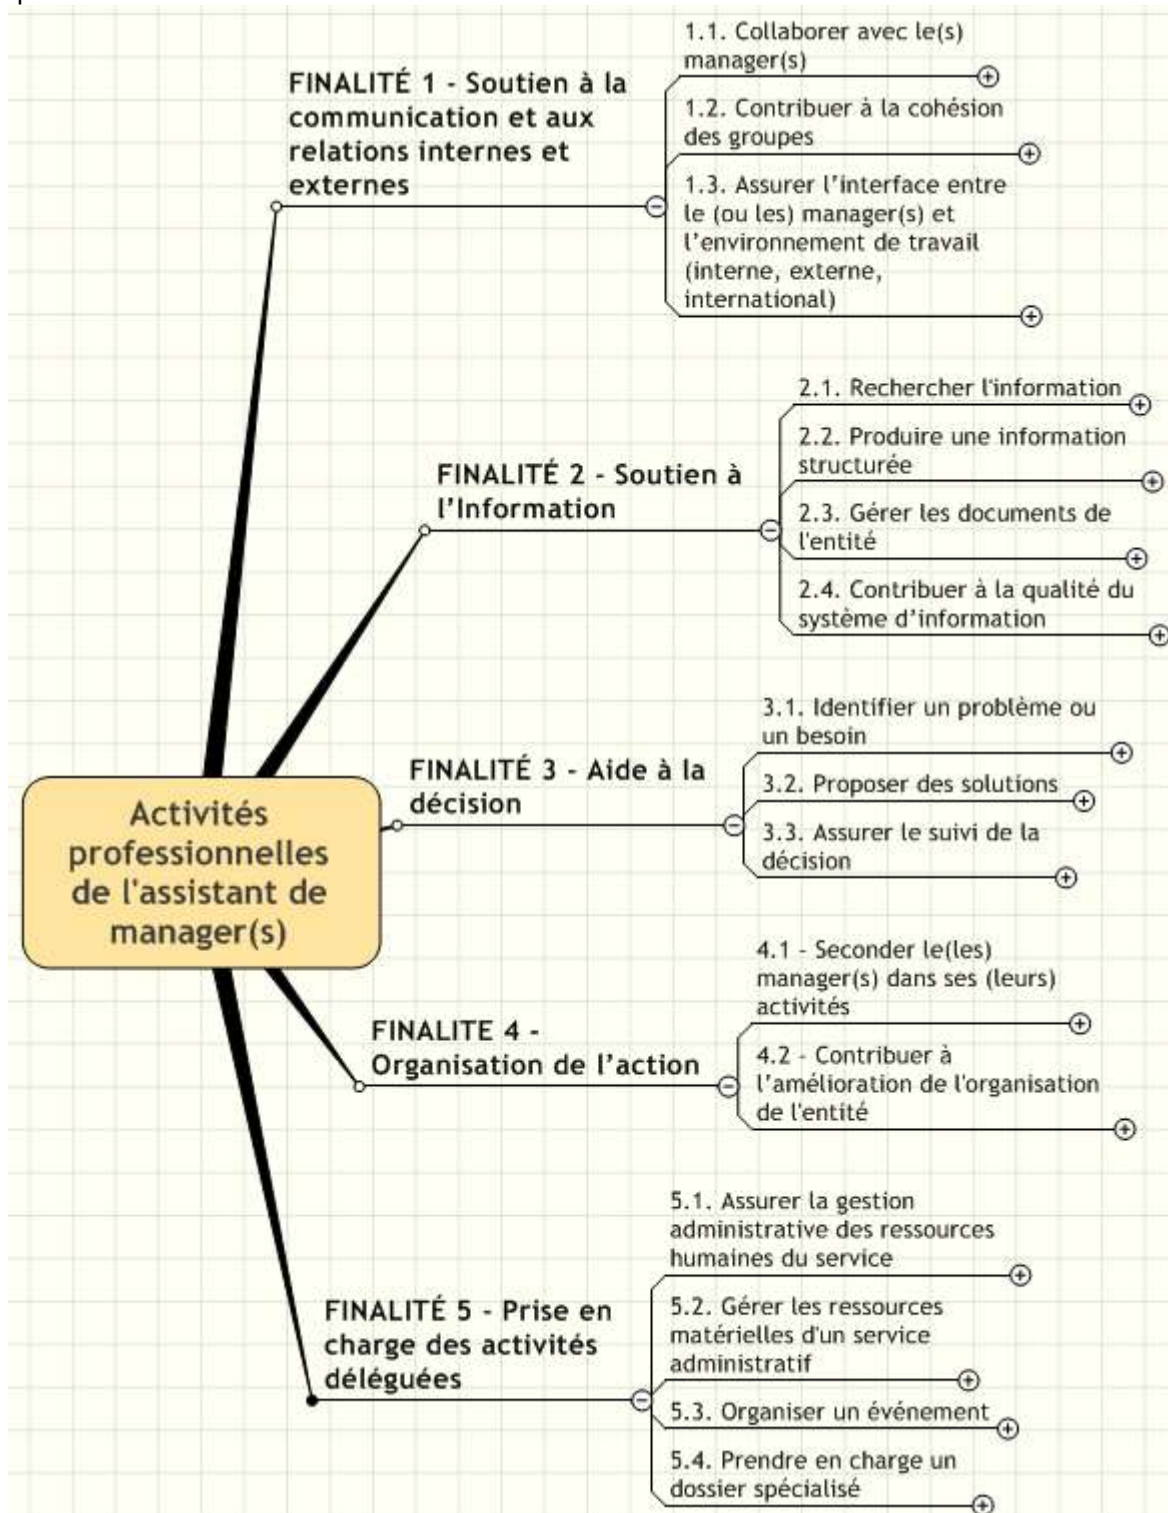 1.1. Collaborer avec le(s)
manager(s)
FINALITÉ 1 - Soutien à la
communication et aux
relations internes et
externes
1.2. Contribuer à la cohésion
des groupes
1.3. Assurer l’interface entre
le (ou les) manager(s) et
l’environnement de travail
(interne, externe,
international)
FINALITÉ 2 - Soutien à
l’Information
2.1. Rechercher l'information
2.2. Produire une information
structurée
2.3. Gérer les documents de
l'entité
2.4. Contribuer à la qualité du
système d’information
FINALITÉ 3 - Aide à la
décision
3.1. Identifier un problème ou
un besoin
3.2. Proposer des solutions
3.3. Assurer le suivi de la
décision
Activités
professionnelles
de l'assistant de
manager(s)
FINALITE 4 -
Organisation de l’action
4.1 - Seconder le(les)
manager(s) dans ses (leurs)
activités
4.2 - Contribuer à
l’amélioration de l'organisation
de l'entité
FINALITÉ 5 - Prise en
charge des activités
déléguées
5.1. Assurer la gestion
administrative des ressources
humaines du service
5.2. Gérer les ressources
matérielles d'un service
administratif
5.3. Organiser un événement
5.4. Prendre en charge un
dossier spécialisé